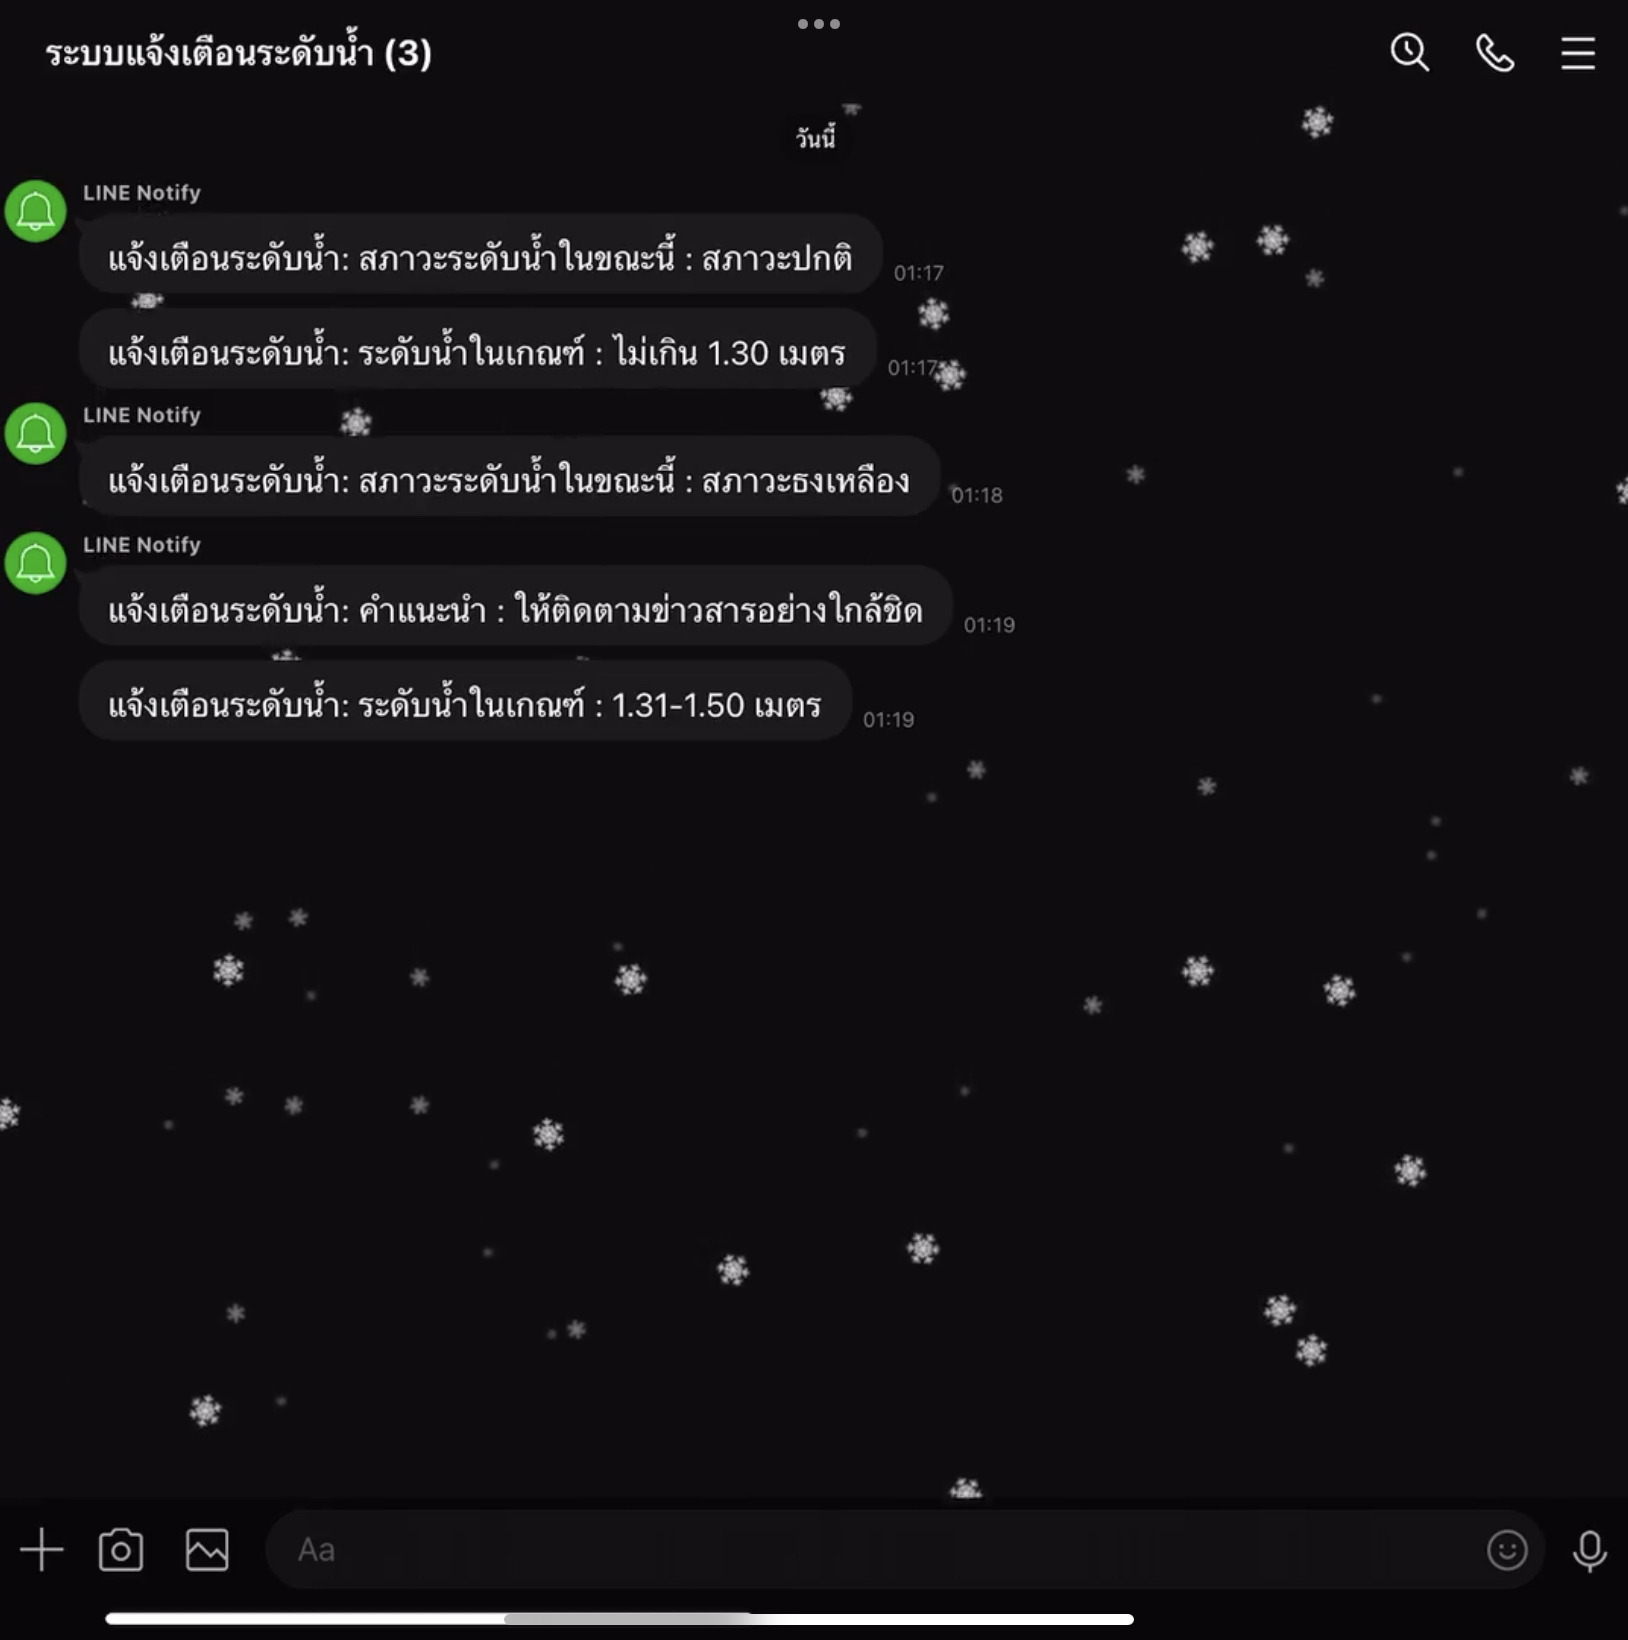 ระบบแจ้งเตือนระดับน้ำ (3)
วันนี้
LINE Notify
แจ้งเตือนระดับน้ำ: สภาวะระดับน้ำในขณะนี้ : สภาวะปกติ
01:17
แจ้งเตือนระดับน้ำ: ระดับน้ำในเกณฑ์ : ไม่เกิน 1.30 เมตร
01:17
LINE Notify
แจ้งเตือนระดับน้ำ: สภาวะระดับน้ำในขณะนี้ : สภาวะธงเหลือง
01:18
LINE Notify
แจ้งเตือนระดับน้ำ: คำแนะนำ : ให้ติดตามข่าวสารอย่างใกล้ชิด
01:19
แจ้งเตือนระดับน้ำ: ระดับน้ำในเกณฑ์ : 1.31-1.50 เมตร
01:19
Aa